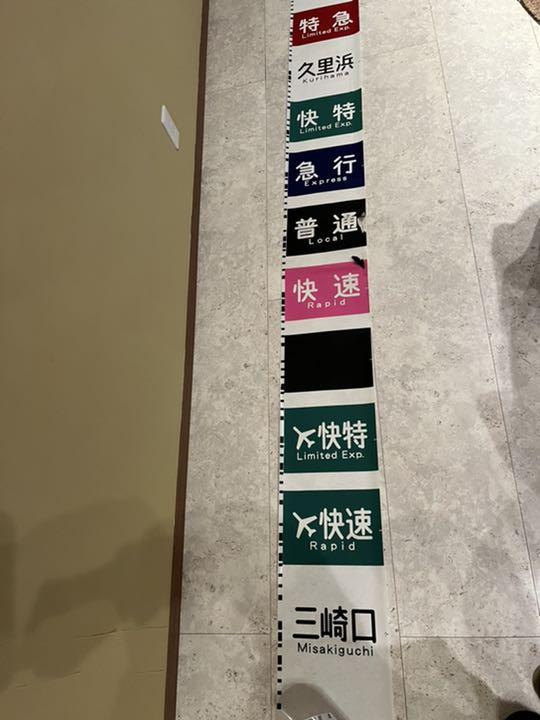 特急
Limited Exp.
久里浜
Kurihama
快特
Limited Exp.
急行
Express
普通
Local
快速
Rapid
快特
Limited Exp.
快速
Rapid
三崎口
Misakiguchi